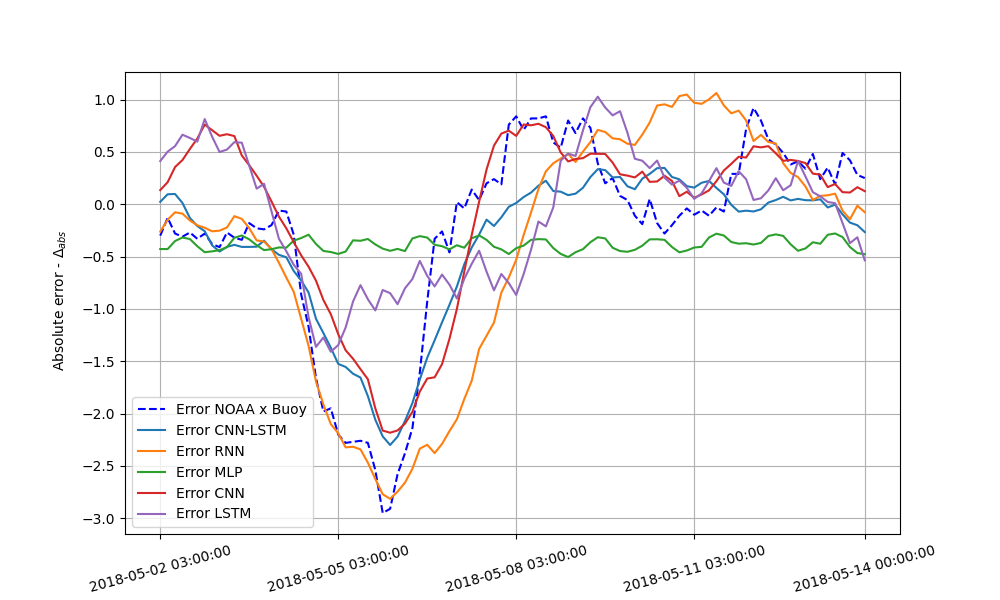 1.0
0.5
0.0
−0.5
−1.0
−1.5
−2.0
−2.5
−3.0
Absolute error - Δabs
Error NOAA x Buoy
Error CNN-LSTM
Error RNN
Error MLP
Error CNN
Error LSTM
2018-05-02 03:00:00
2018-05-05 03:00:00
2018-05-08 03:00:00
2018-05-11 03:00:00
2018-05-14 00:00:00